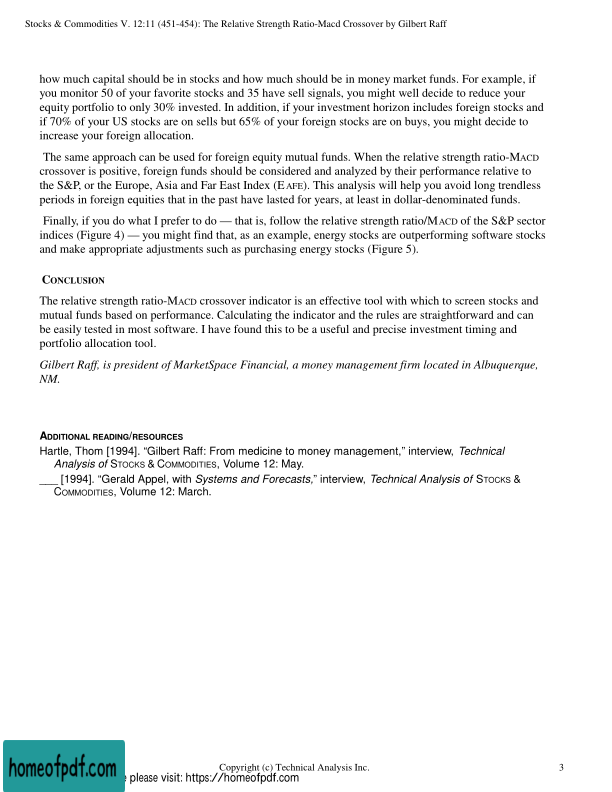 Stocks & Commodities V. 12:11 (451-454): The Relative Strength Ratio-Macd Crossover by Gilbert Raff
how much capital should be in stocks and how much should be in money market funds. For example, if
you monitor 50 of your favorite stocks and 35 have sell signals, you might well decide to reduce your
equity portfolio to only 30% invested. In addition, if your investment horizon includes foreign stocks and
if 70% of your US stocks are on sells but 65% of your foreign stocks are on buys, you might decide to
increase your foreign allocation.
The same approach can be used for foreign equity mutual funds. When the relative strength ratio-MACD
crossover is positive, foreign funds should be considered and analyzed by their performance relative to
the S&P, or the Europe, Asia and Far East Index (EAFE). This analysis will help you avoid long trendless
periods in foreign equities that in the past have lasted for years, at least in dollar-denominated funds.
Finally, if you do what I prefer to do — that is, follow the relative strength ratio/MACD of the S&P sector
indices (Figure 4) — you might find that, as an example, energy stocks are outperforming software stocks
and make appropriate adjustments such as purchasing energy stocks (Figure 5).
CONCLUSION
The relative strength ratio-MACD crossover indicator is an effective tool with which to screen stocks and
mutual funds based on performance. Calculating the indicator and the rules are straightforward and can
be easily tested in most software. I have found this to be a useful and precise investment timing and
portfolio allocation tool.
Gilbert Raff, is president of MarketSpace Financial, a money management firm located in Albuquerque,
NM.
ADDITIONAL READING/RESOURCES
Hartle, Thom [1994]. “Gilbert Raff: From medicine to money management,” interview, Technical
Analysis of STOCKS & COMMODITIES, Volume 12: May.
___ [1994]. “Gerald Appel, with Systems and Forecasts,” interview, Technical Analysis of STOCKS &
COMMODITIES, Volume 12: March.
Copyright (c) Technical Analysis Inc. 3
homeofpdf.com
please visit: https://homeofpdf.com